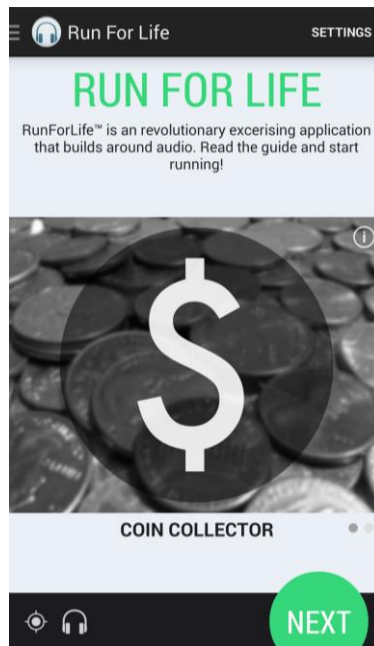 Run For Life
SETTINGS
RUN FOR LIFE
RunForLife™ is an revolutionary excerising application
that builds around audio. Read the guide and start
running!
i
$
COIN COLLECTOR
NEXT